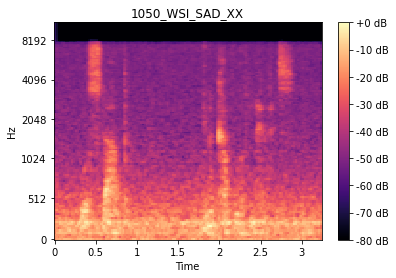 1050_WSI_SAD_XX
Hz
8192
4096
2048
1024
512
0
0 0.5 1 1.5 2 2.5 3
Time
+0 dB
-10 dB
-20 dB
-30 dB
-40 dB
-50 dB
-60 dB
-70 dB
-80 dB